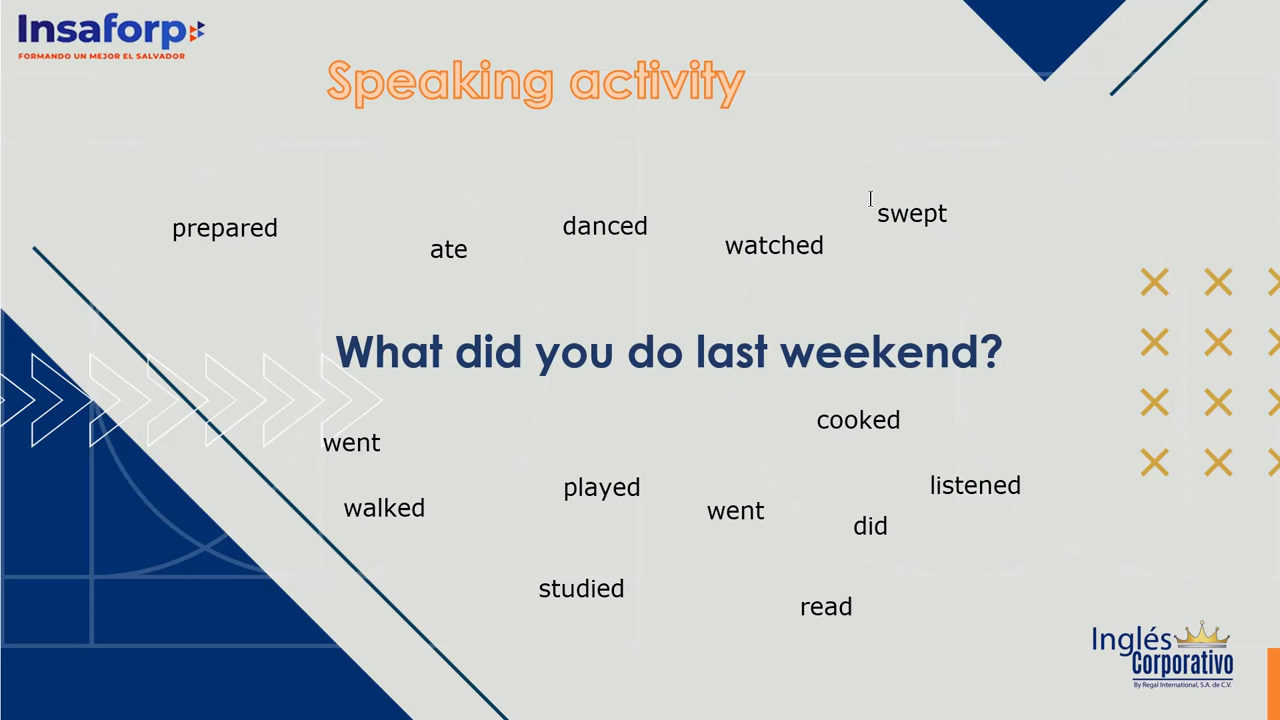 Insaforp
FORMANDO UN MEJOR EL SALVADOR
Speaking activity
prepared
ate
danced
watched
swept
What did you do last weekend?
went
cooked
walked
played
went
listened
did
studied
read
Inglés
Corporativo
By Regal International, S.A. de C.V.